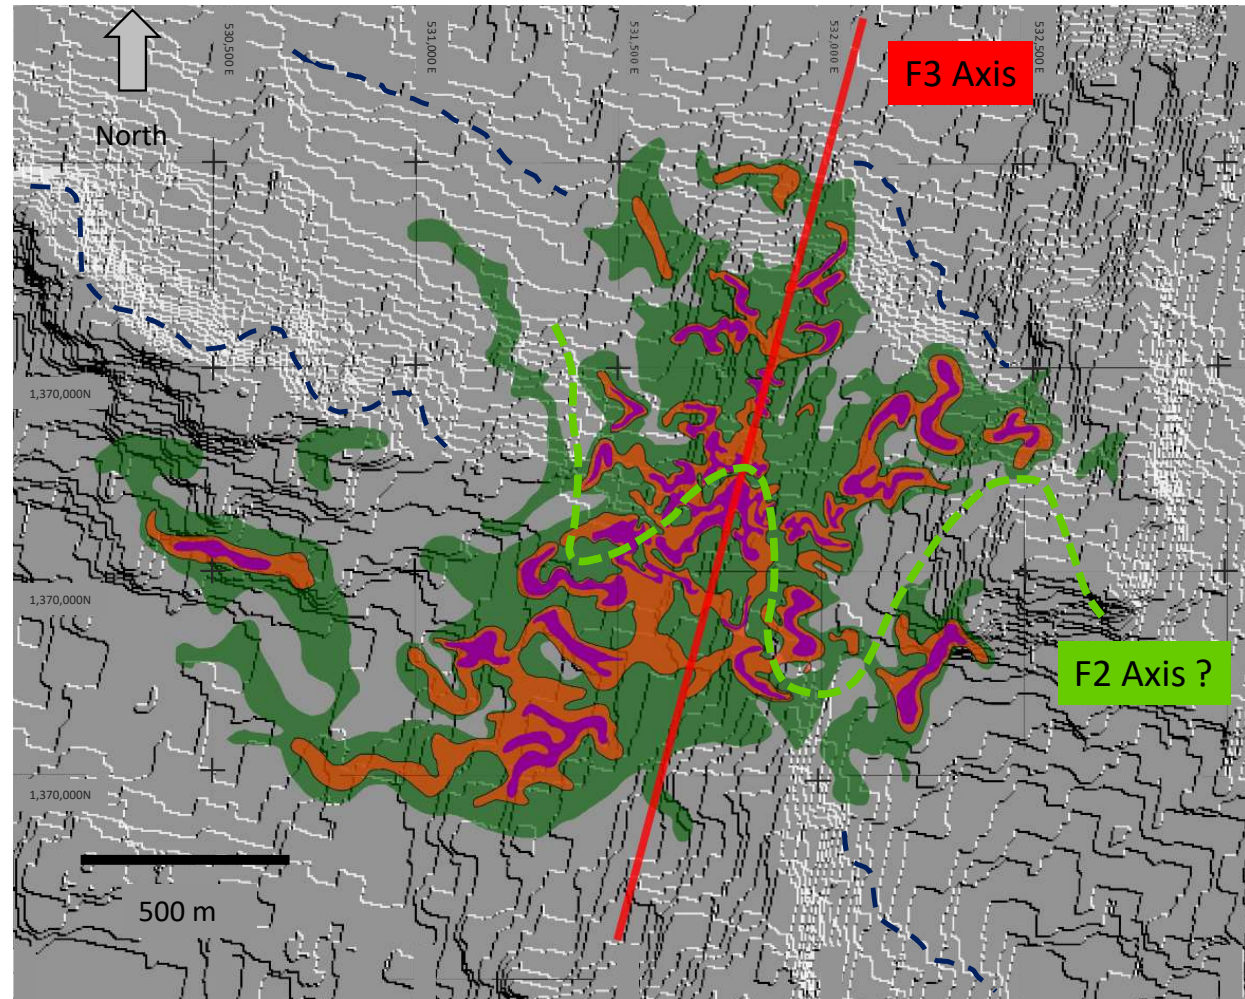 530,500 E
531,000 E
531,500 E
532,000 E
532,500 E
F3 Axis
North
1,370,000N
1,370,000N
F2 Axis ?
1,370,000N
500 m